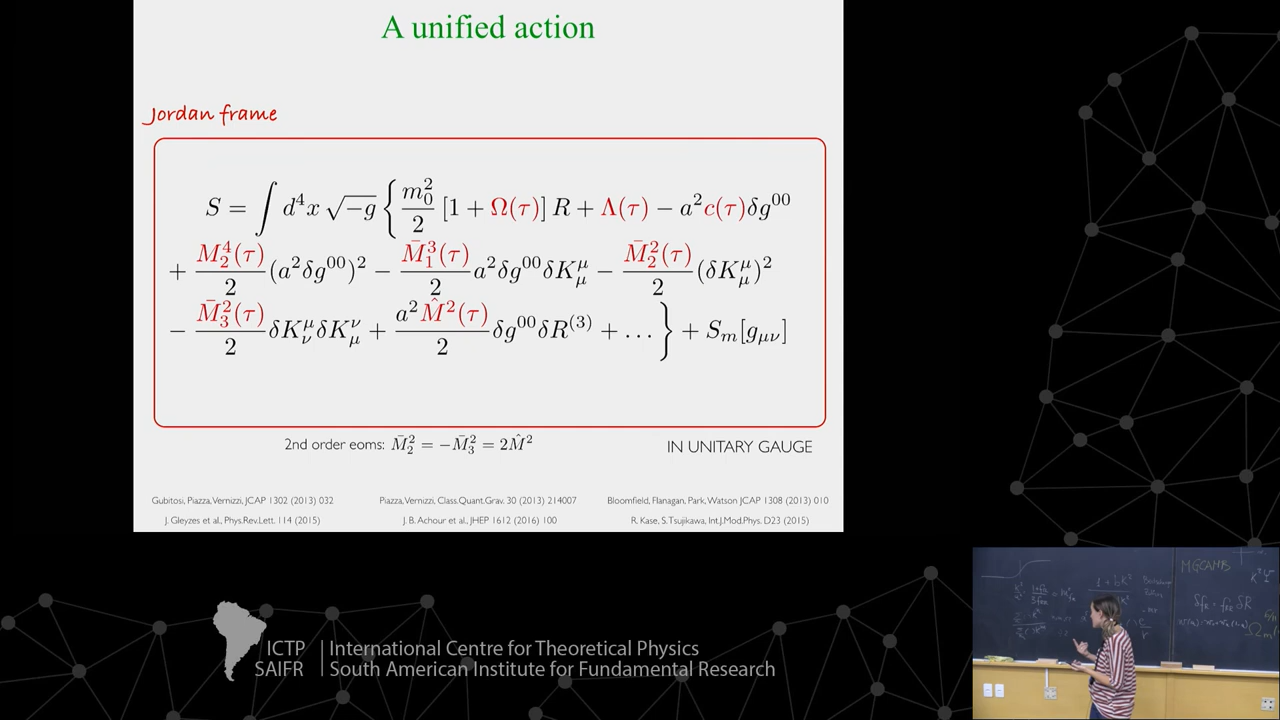 A unified action
Jordan frame
S = ∫ d⁴x √−g { m₀²/2 [1 + Ω(τ)] R + Λ(τ) − a²c(τ)δg⁰⁰
+ M₂⁴(τ)/2 (a²δg⁰⁰)² − M̄₁³(τ)/2 a²δg⁰⁰δK^μ_μ − M̄₂²(τ)/2 (δK^μ_μ)²
− M̄₃²(τ)/2 δK^μ_ν δK^ν_μ + a²M̂²(τ)/2 δg⁰⁰δR⁽³⁾ + … } + S_m[g_μν]
2nd order eoms: M̄₂² = −M̄₃² = 2M̂²
IN UNITARY GAUGE
Gubitosi, Piazza, Vernizzi, JCAP 1302 (2013) 032
Piazza, Vernizzi, Class.Quant.Grav. 30 (2013) 214007
Bloomfield, Flanagan, Park, Watson JCAP 1308 (2013) 010
J. Gleyzes et al., Phys.Rev.Lett. 114 (2015)
J. B. Achour et al., JHEP 1612 (2016) 100
R. Kase, S. Tsujikawa, Int.J.Mod.Phys. D23 (2015)
MGCAMB
ICTP
SAIFR
International Centre for Theoretical Physics
South American Institute for Fundamental Research